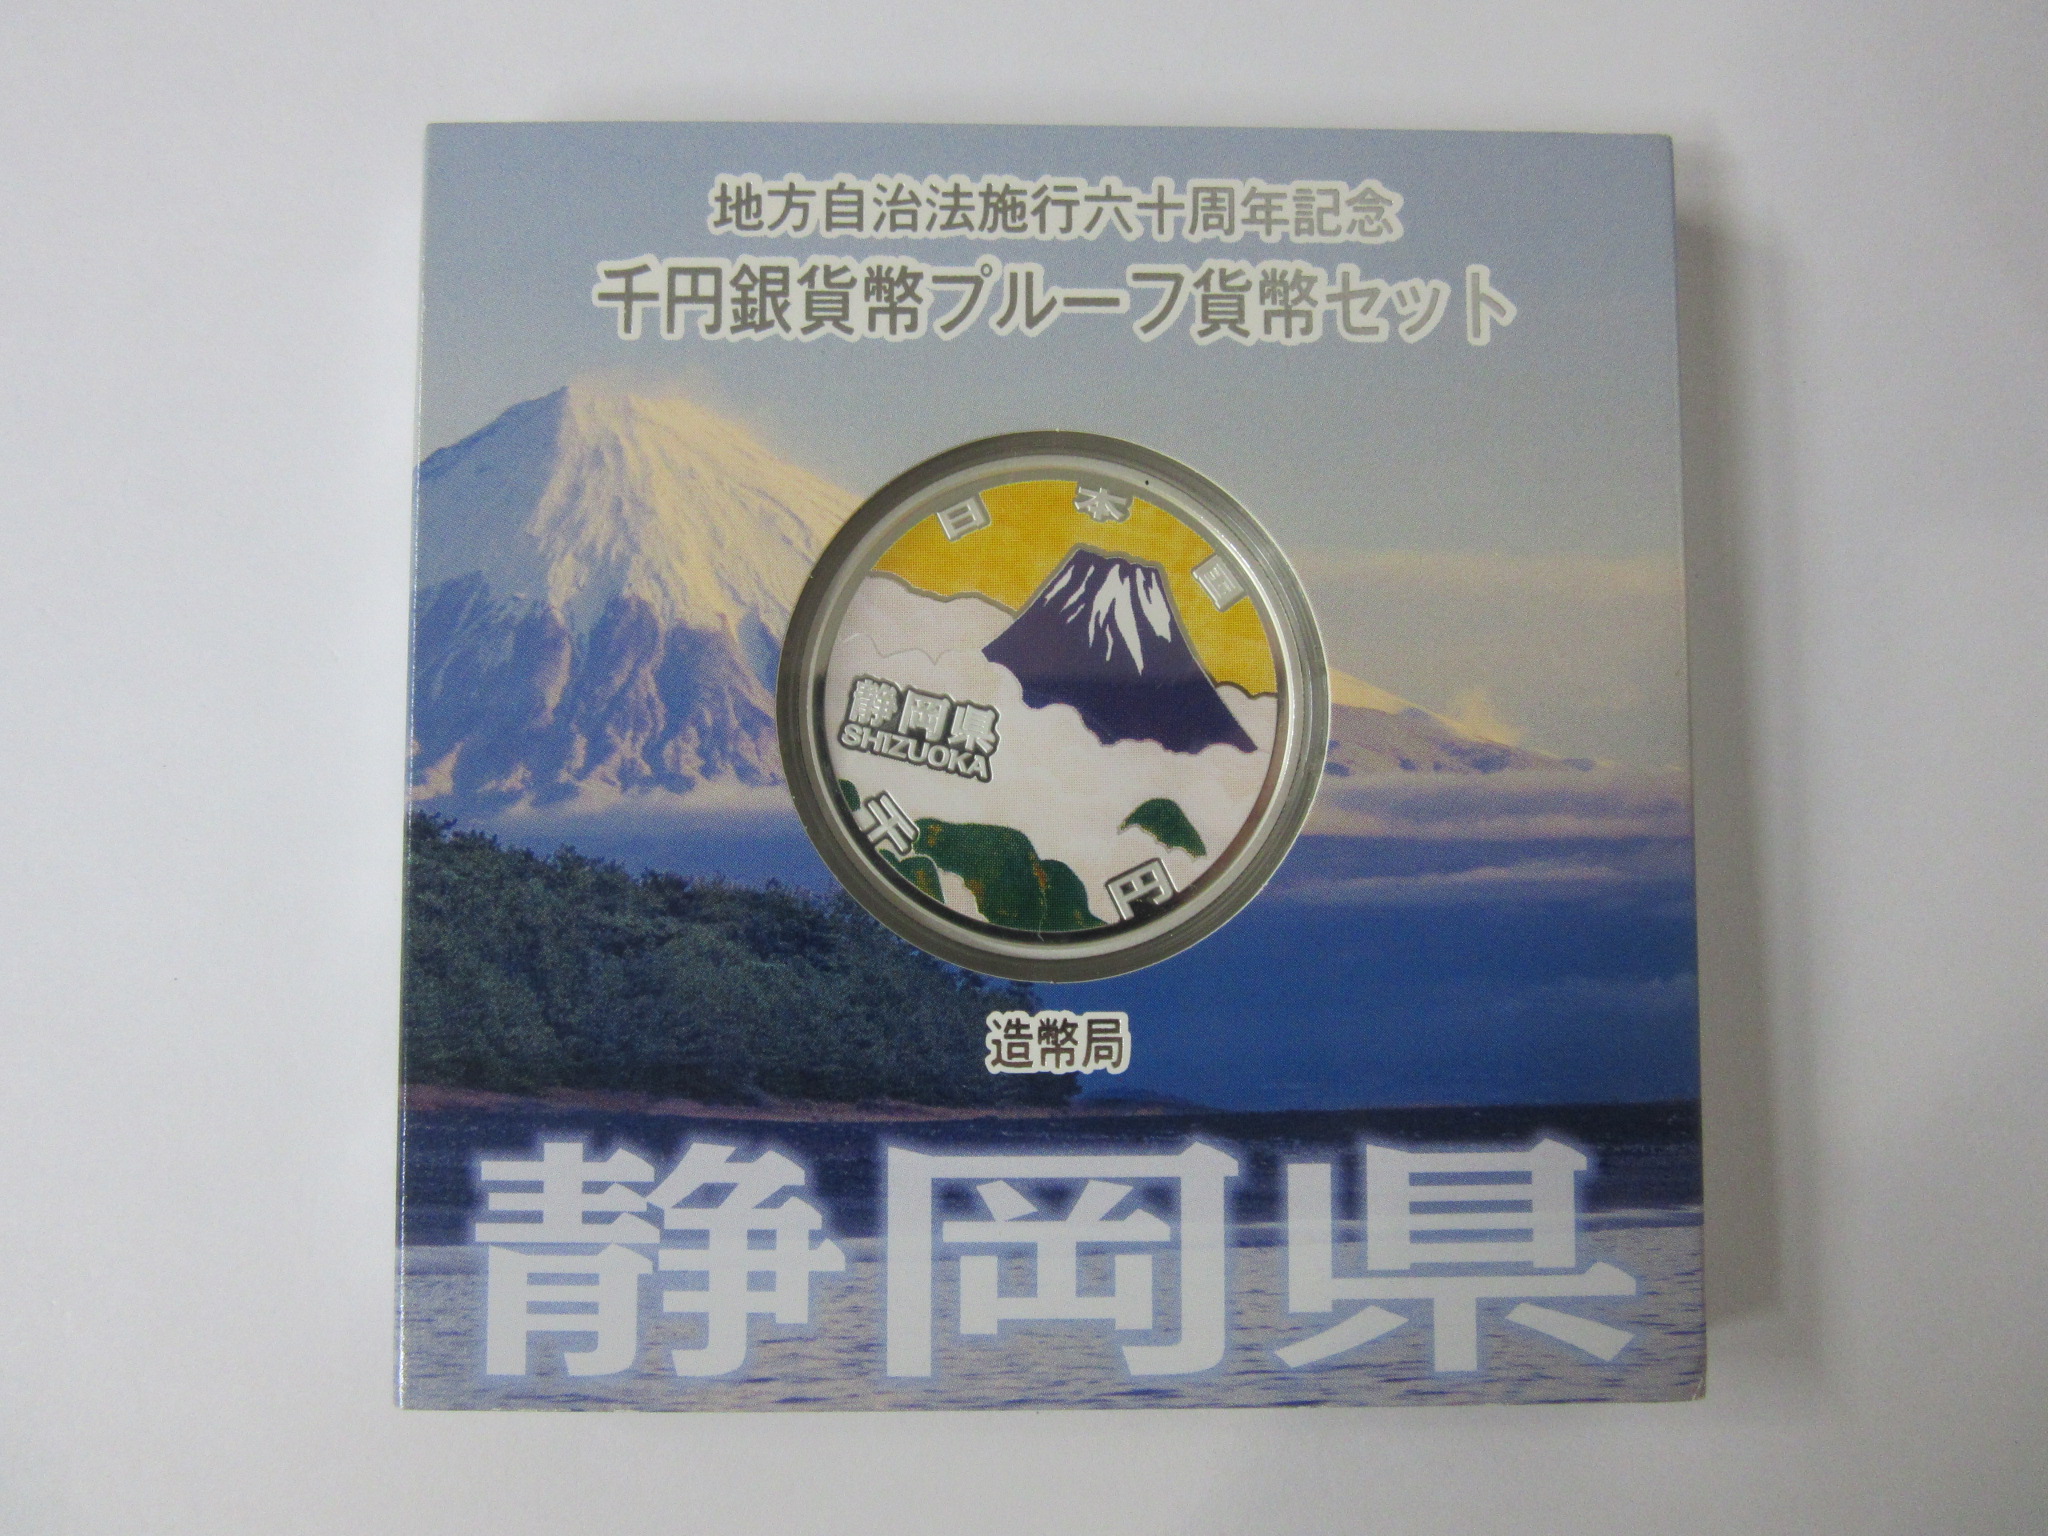 地方自治法施行六十周年記念
千円銀貨幣プルーフ貨幣セット
日本国
静岡県
SHIZUOKA
千円
造幣局
静岡県